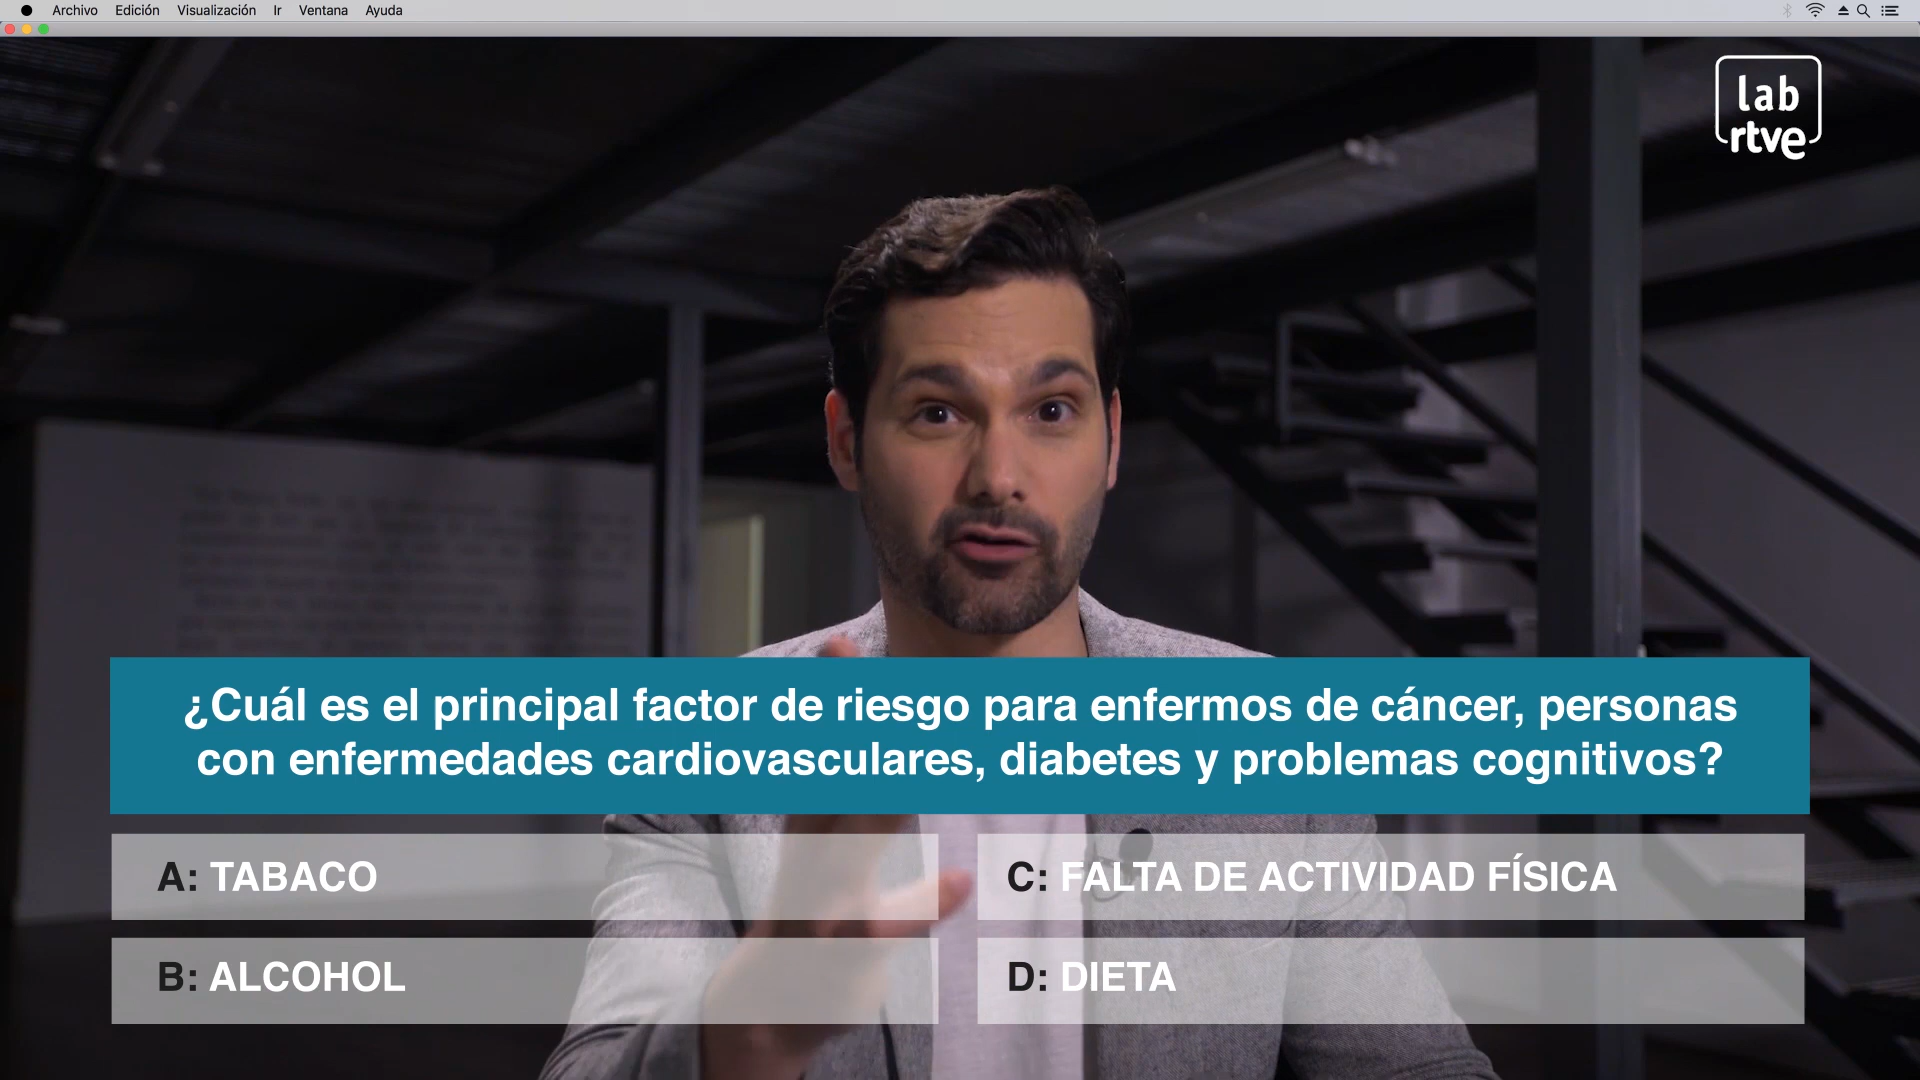 Archivo Edición Visualización Ir Ventana Ayuda
lab
rtve
¿Cuál es el principal factor de riesgo para enfermos de cáncer, personas
con enfermedades cardiovasculares, diabetes y problemas cognitivos?
A: TABACO
C: FALTA DE ACTIVIDAD FÍSICA
B: ALCOHOL
D: DIETA